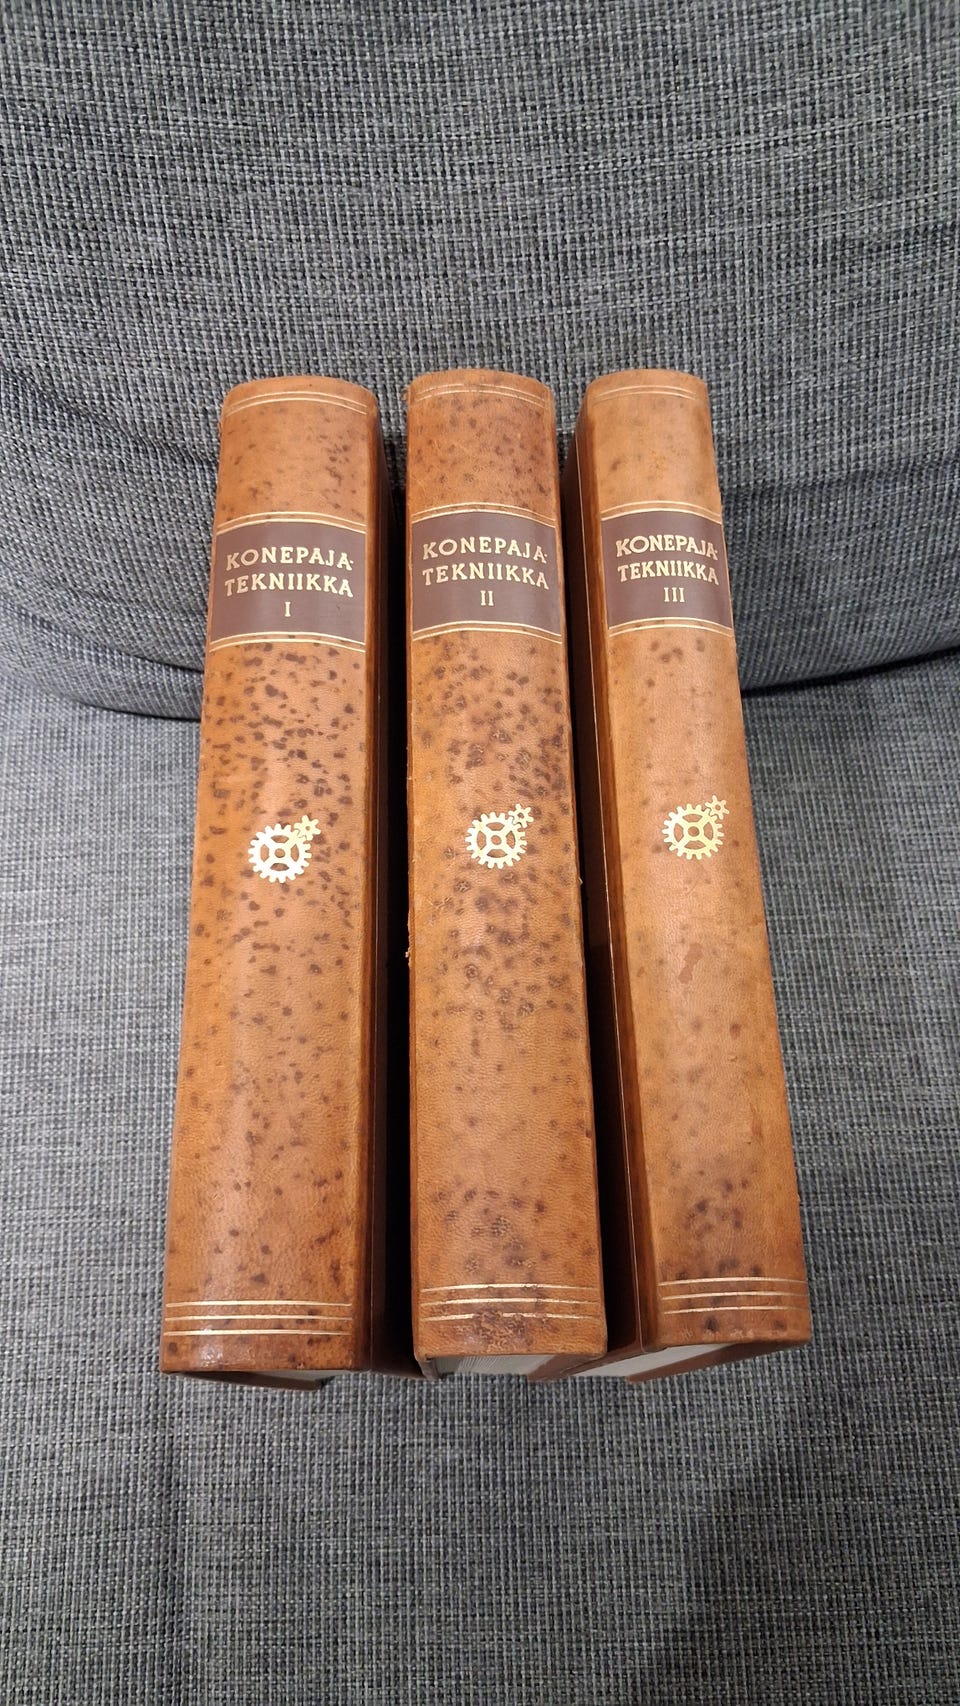 KONEPAJA-
TEKNIIKKA
I
KONEPAJA-
TEKNIIKKA
II
KONEPAJA-
TEKNIIKKA
III